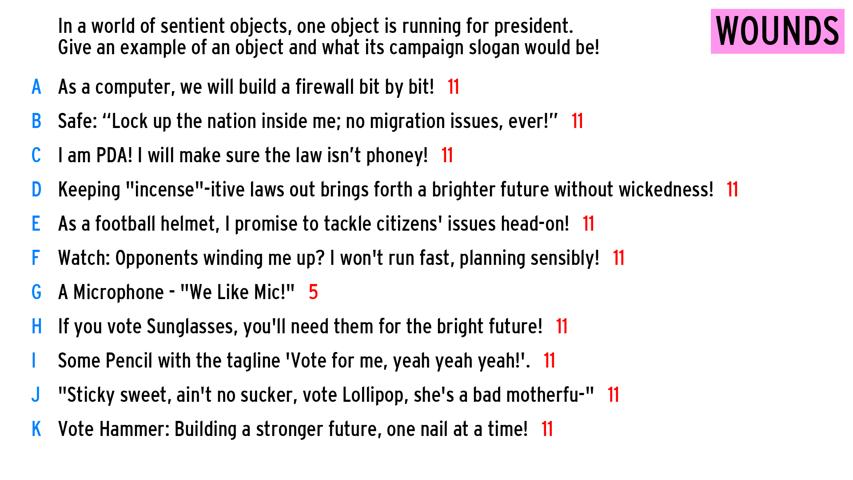 In a world of sentient objects, one object is running for president.
Give an example of an object and what its campaign slogan would be!
WOUNDS
A As a computer, we will build a firewall bit by bit! 11
B Safe: “Lock up the nation inside me; no migration issues, ever!” 11
C I am PDA! I will make sure the law isn’t phoney! 11
D Keeping "incense"-itive laws out brings forth a brighter future without wickedness! 11
E As a football helmet, I promise to tackle citizens' issues head-on! 11
F Watch: Opponents winding me up? I won't run fast, planning sensibly! 11
G A Microphone - "We Like Mic!" 5
H If you vote Sunglasses, you'll need them for the bright future! 11
I Some Pencil with the tagline 'Vote for me, yeah yeah yeah!'. 11
J "Sticky sweet, ain't no sucker, vote Lollipop, she's a bad motherfu-" 11
K Vote Hammer: Building a stronger future, one nail at a time! 11